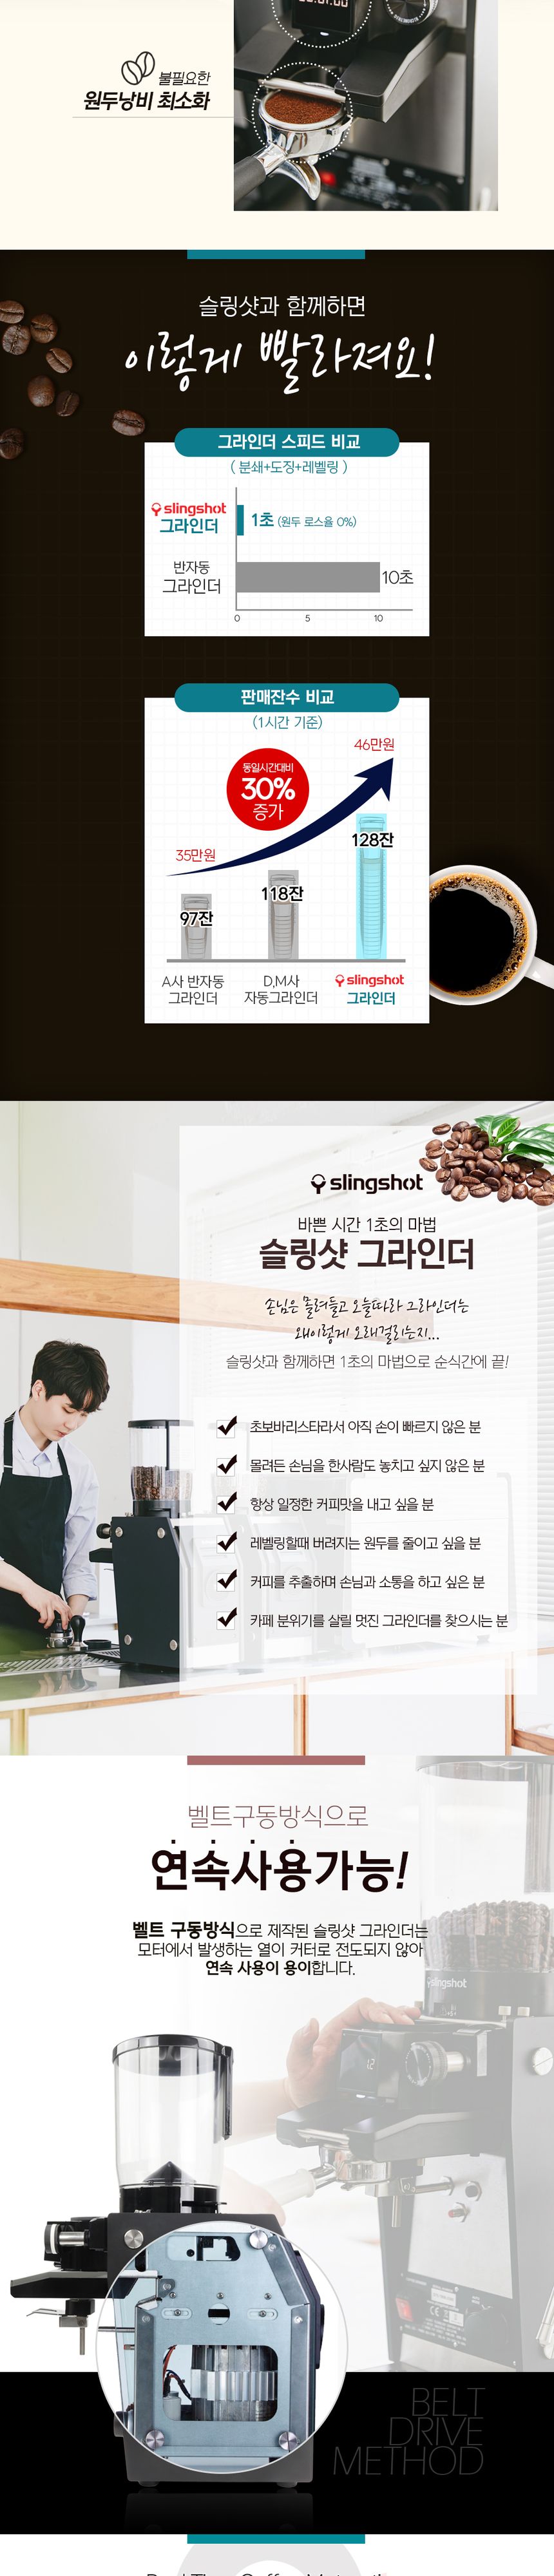 불필요한
원두낭비 최소화
슬링샷과 함께하면
이렇게 빨라져요!
그라인더 스피드 비교
( 분쇄+도징+레벨링 )
slingshot
그라인더
1초 (원두 로스율 0%)
반자동
그라인더
10초
0 5 10
판매잔수 비교
(1시간 기준)
46만원
동일시간대비
30%
증가
35만원
128잔
118잔
97잔
A사 반자동
그라인더
D,M사
자동그라인더
slingshot
그라인더
slingshot
바쁜 시간 1초의 마법
슬링샷 그라인더
손님은 몰려들고 오늘따라 그라인더는
왜이렇게 오래걸리는지...
슬링샷과 함께하면 1초의 마법으로 순식간에 끝!
초보바리스타라서 아직 손이 빠르지 않은 분
몰려든 손님을 한사람도 놓치고 싶지 않은 분
항상 일정한 커피맛을 내고 싶을 분
레벨링할때 버려지는 원두를 줄이고 싶을 분
커피를 추출하며 손님과 소통을 하고 싶은 분
카페 분위기를 살릴 멋진 그라인더를 찾으시는 분
벨트구동방식으로
연속사용가능!
벨트 구동방식으로 제작된 슬링샷 그라인더는
모터에서 발생하는 열이 커터로 전도되지 않아
연속 사용이 용이합니다.
slingshot
12
BELT
DRIVE
METHOD